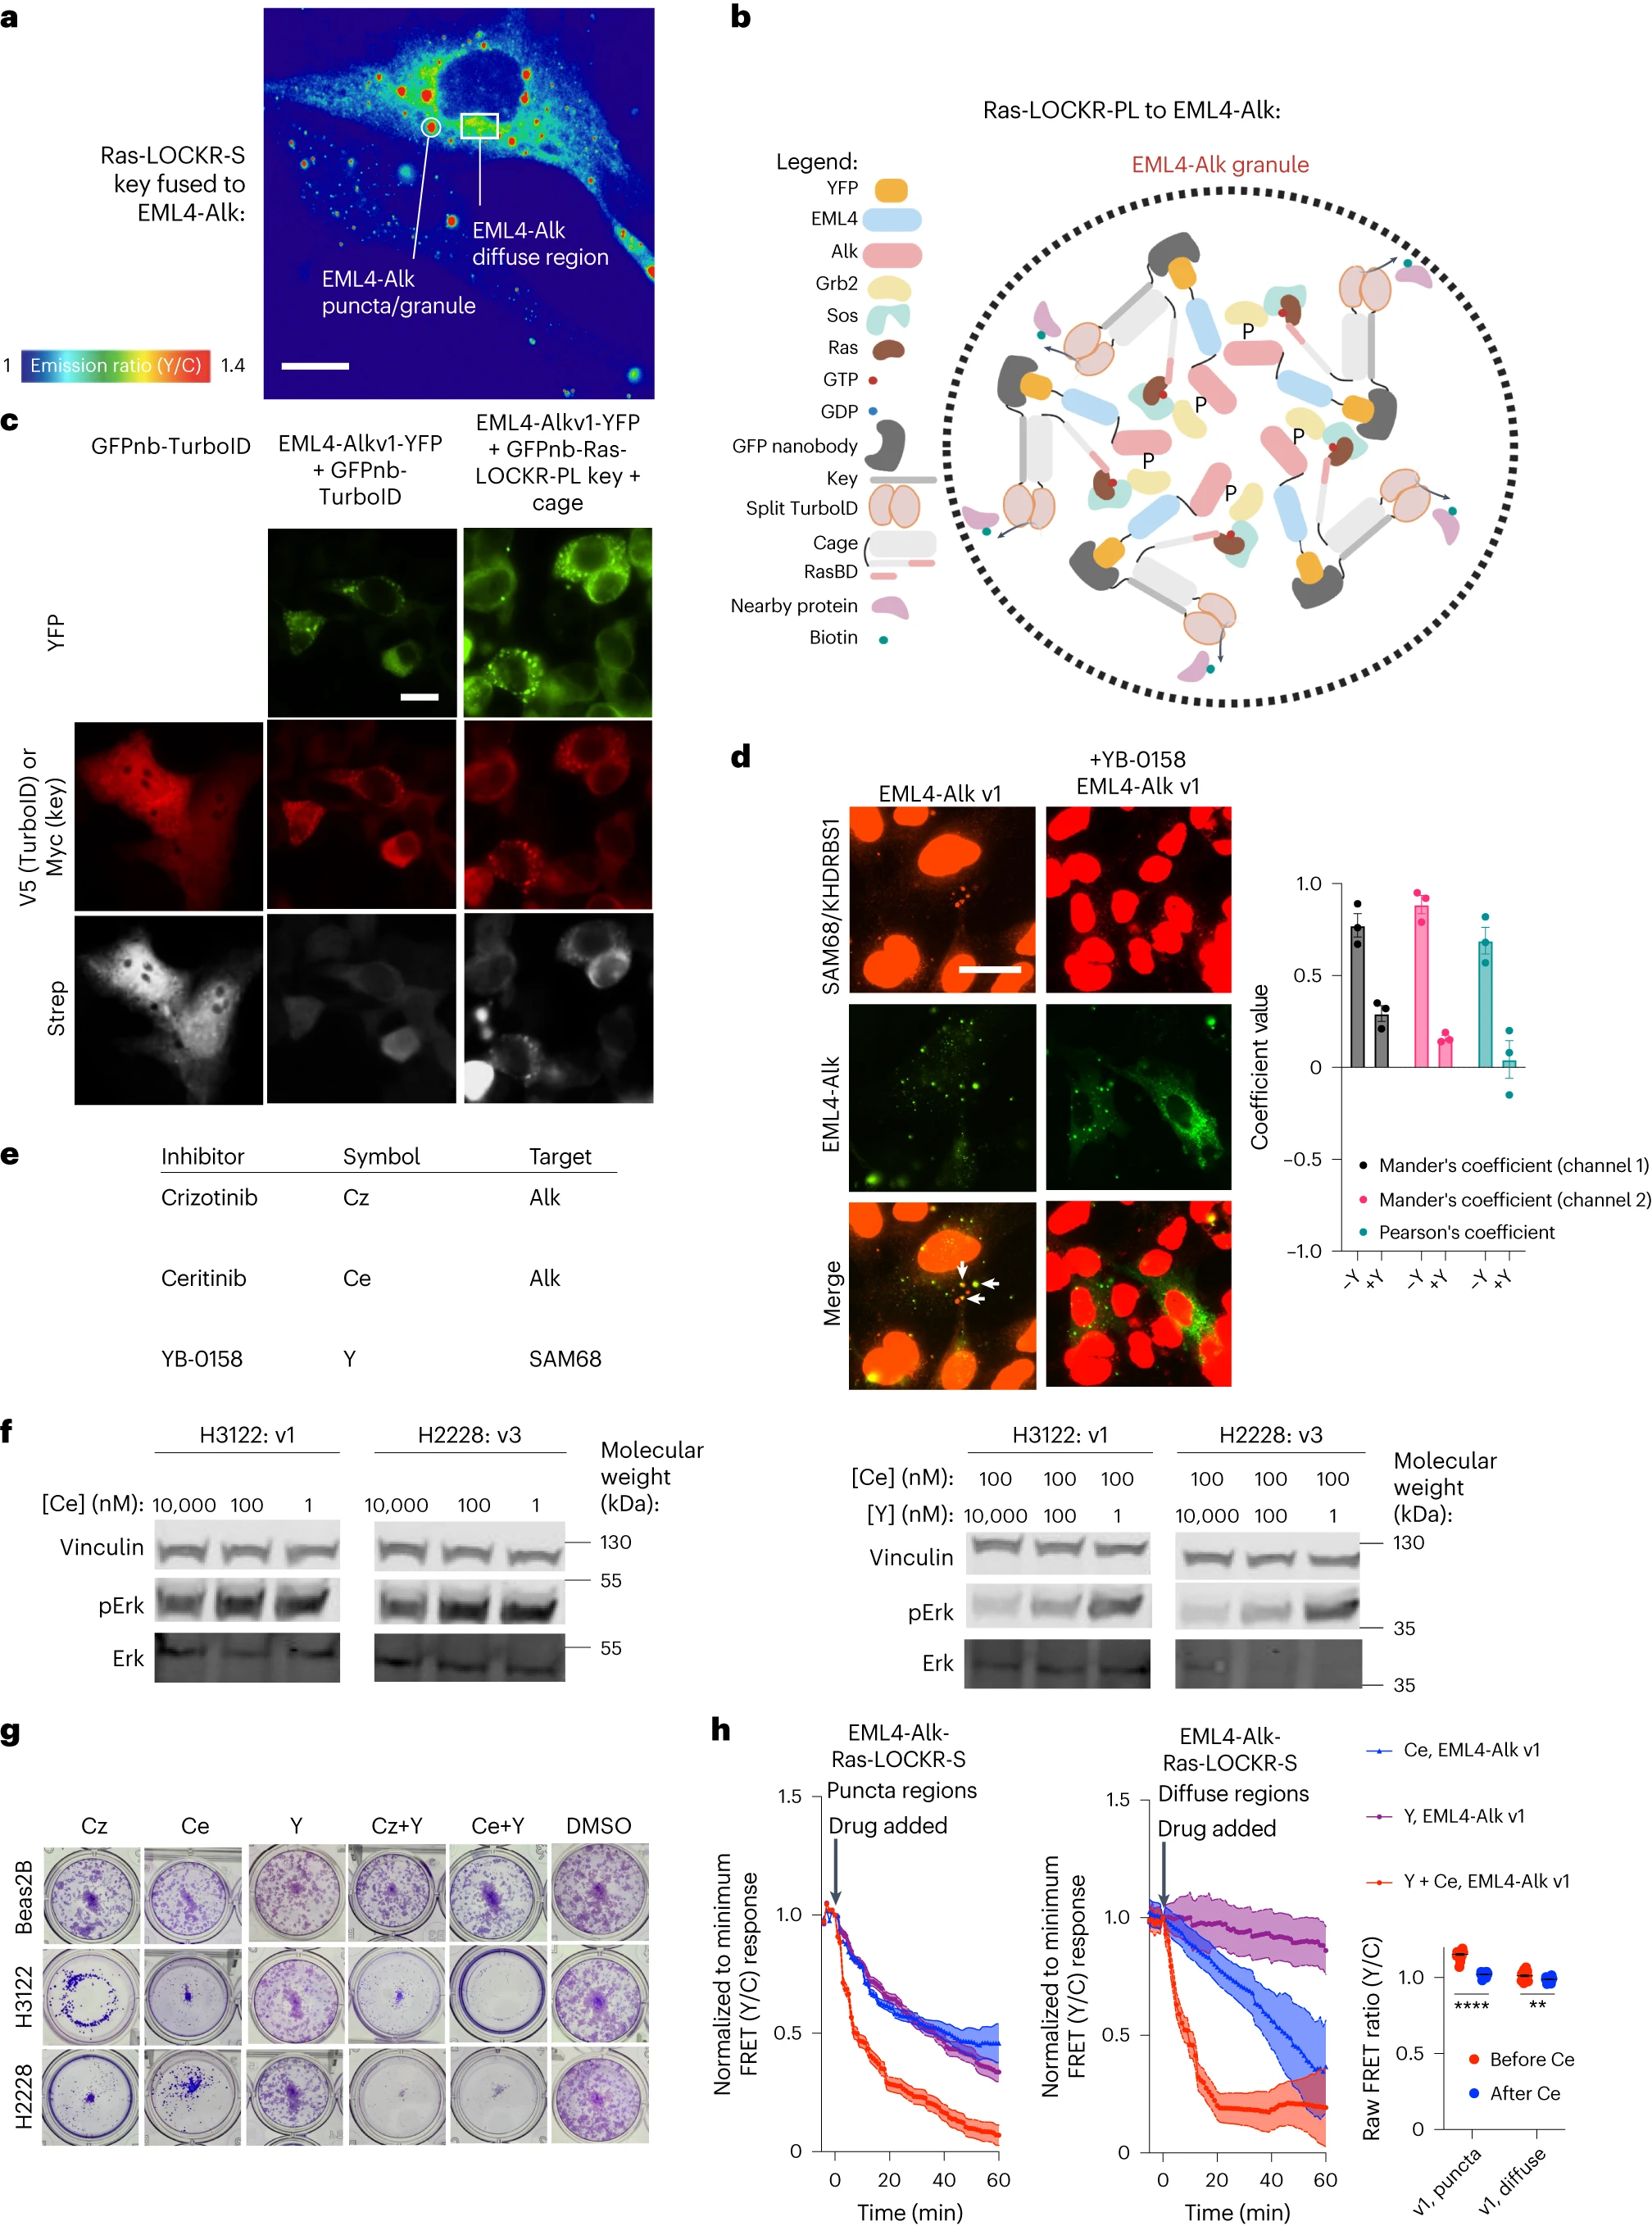 a
Ras-LOCKR-S
key fused to
EML4-Alk:
EML4-Alk
diffuse region
EML4-Alk
puncta/granule
1 Emission ratio (Y/C) 1.4
b
Ras-LOCKR-PL to EML4-Alk:
Legend:
EML4-Alk granule
YFP
EML4
Alk
Grb2
Sos
Ras
GTP
GDP
GFP nanobody
Key
Split TurboID
Cage
RasBD
Nearby protein
Biotin
P
P
P
P
P
c
GFPnb-TurboID
EML4-Alkv1-YFP
+ GFPnb-
TurboID
EML4-Alkv1-YFP
+ GFPnb-Ras-
LOCKR-PL key +
cage
YFP
V5 (TurboID) or
Myc (key)
Strep
d
EML4-Alk v1
+YB-0158
EML4-Alk v1
SAM68/KHDRBS1
EML4-Alk
Merge
Coefficient value
1.0
0.5
0
−0.5
−1.0
Mander's coefficient (channel 1)
Mander's coefficient (channel 2)
Pearson's coefficient
−Y +Y −Y +Y −Y +Y
e
Inhibitor Symbol Target
Crizotinib Cz Alk
Ceritinib Ce Alk
YB-0158 Y SAM68
f
H3122: v1 H2228: v3
Molecular
weight
(kDa):
[Ce] (nM): 10,000 100 1 10,000 100 1
Vinculin 130
55
pErk
55
Erk
H3122: v1 H2228: v3
Molecular
weight
(kDa):
[Ce] (nM): 100 100 100 100 100 100
[Y] (nM): 10,000 100 1 10,000 100 1
Vinculin 130
pErk 35
Erk 35
g
Cz Ce Y Cz+Y Ce+Y DMSO
Beas2B
H3122
H2228
h
EML4-Alk-
Ras-LOCKR-S
Puncta regions
Drug added
Normalized to minimum
FRET (Y/C) response
1.5
1.0
0.5
0
0 20 40 60
Time (min)
EML4-Alk-
Ras-LOCKR-S
Diffuse regions
Drug added
Normalized to minimum
FRET (Y/C) response
1.5
1.0
0.5
0
0 20 40 60
Time (min)
Ce, EML4-Alk v1
Y, EML4-Alk v1
Y + Ce, EML4-Alk v1
Raw FRET ratio (Y/C)
1.0
0.5
0
**** **
Before Ce
After Ce
v1, puncta
v1, diffuse